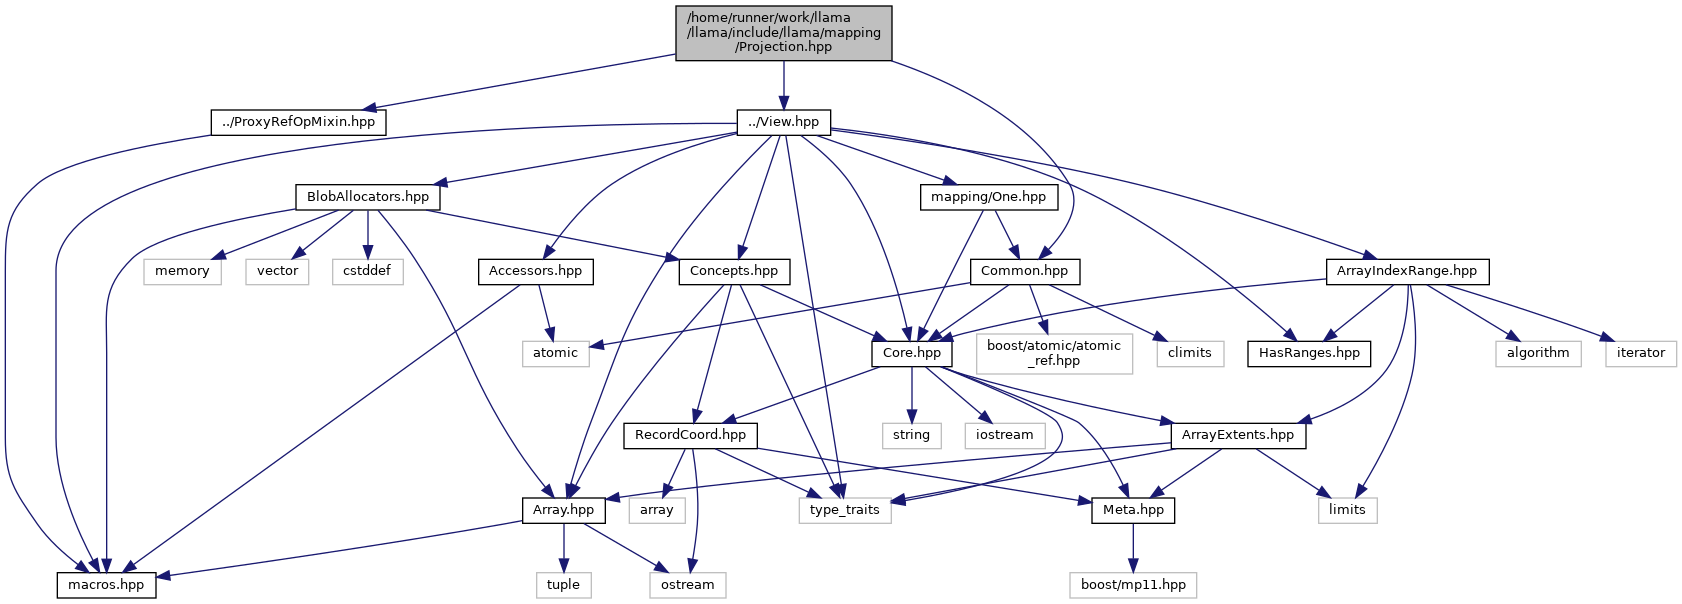 /home/runner/work/llama
/llama/include/llama/mapping
/Projection.hpp
../ProxyRefOpMixin.hpp
../View.hpp
BlobAllocators.hpp
mapping/One.hpp
memory
vector
cstddef
Accessors.hpp
Concepts.hpp
Common.hpp
ArrayIndexRange.hpp
atomic
Core.hpp
boost/atomic/atomic
_ref.hpp
climits
HasRanges.hpp
algorithm
iterator
RecordCoord.hpp
string
iostream
ArrayExtents.hpp
Array.hpp
array
type_traits
Meta.hpp
limits
macros.hpp
tuple
ostream
boost/mp11.hpp